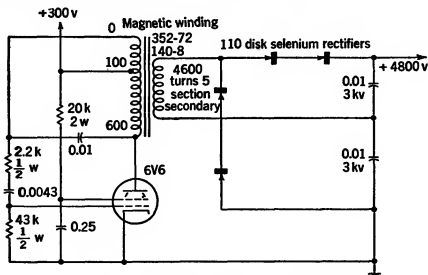 +300 v
Magnetic winding
0
352-72
140-8
110 disk selenium rectifiers
100
4600
turns 5
section
secondary
+ 4800 v
0.01
3 kv
20 k
2 w
600
0.01
2.2 k
1/2 w
6V6
0.01
3 kv
0.0043
43 k
1/2 w
0.25